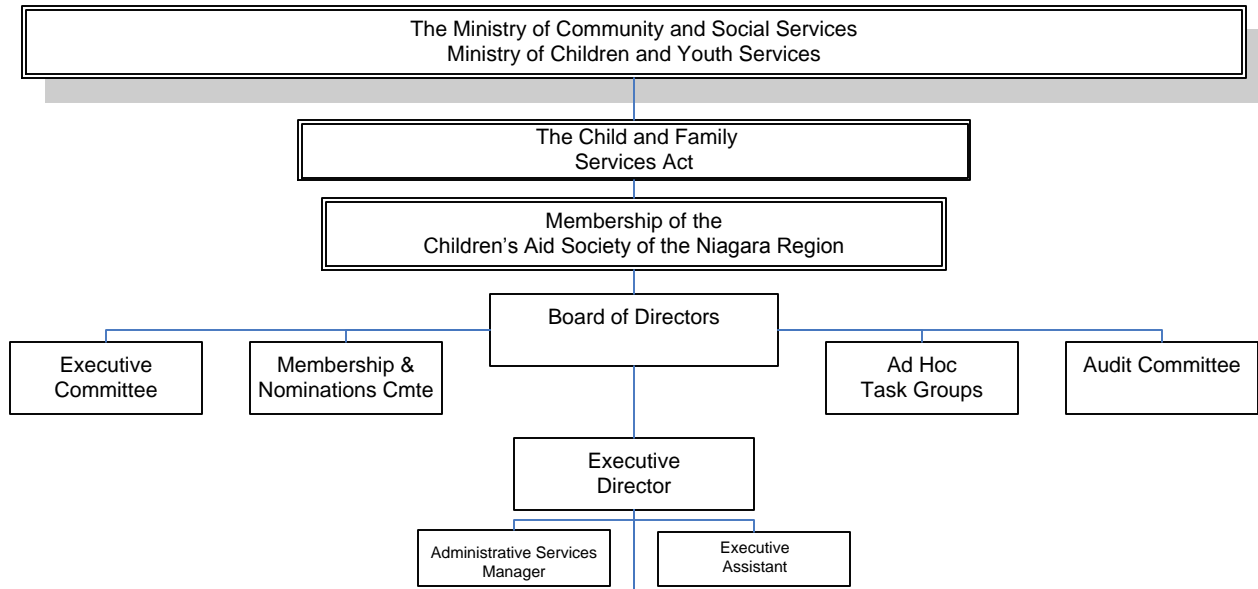 The Ministry of Community and Social Services
Ministry of Children and Youth Services
The Child and Family
Services Act
Membership of the
Children's Aid Society of the Niagara Region
Board of Directors
Executive
Committee
Membership &
Nominations Cmte
Ad Hoc
Task Groups
Audit Committee
Executive
Director
Administrative Services
Manager
Executive
Assistant